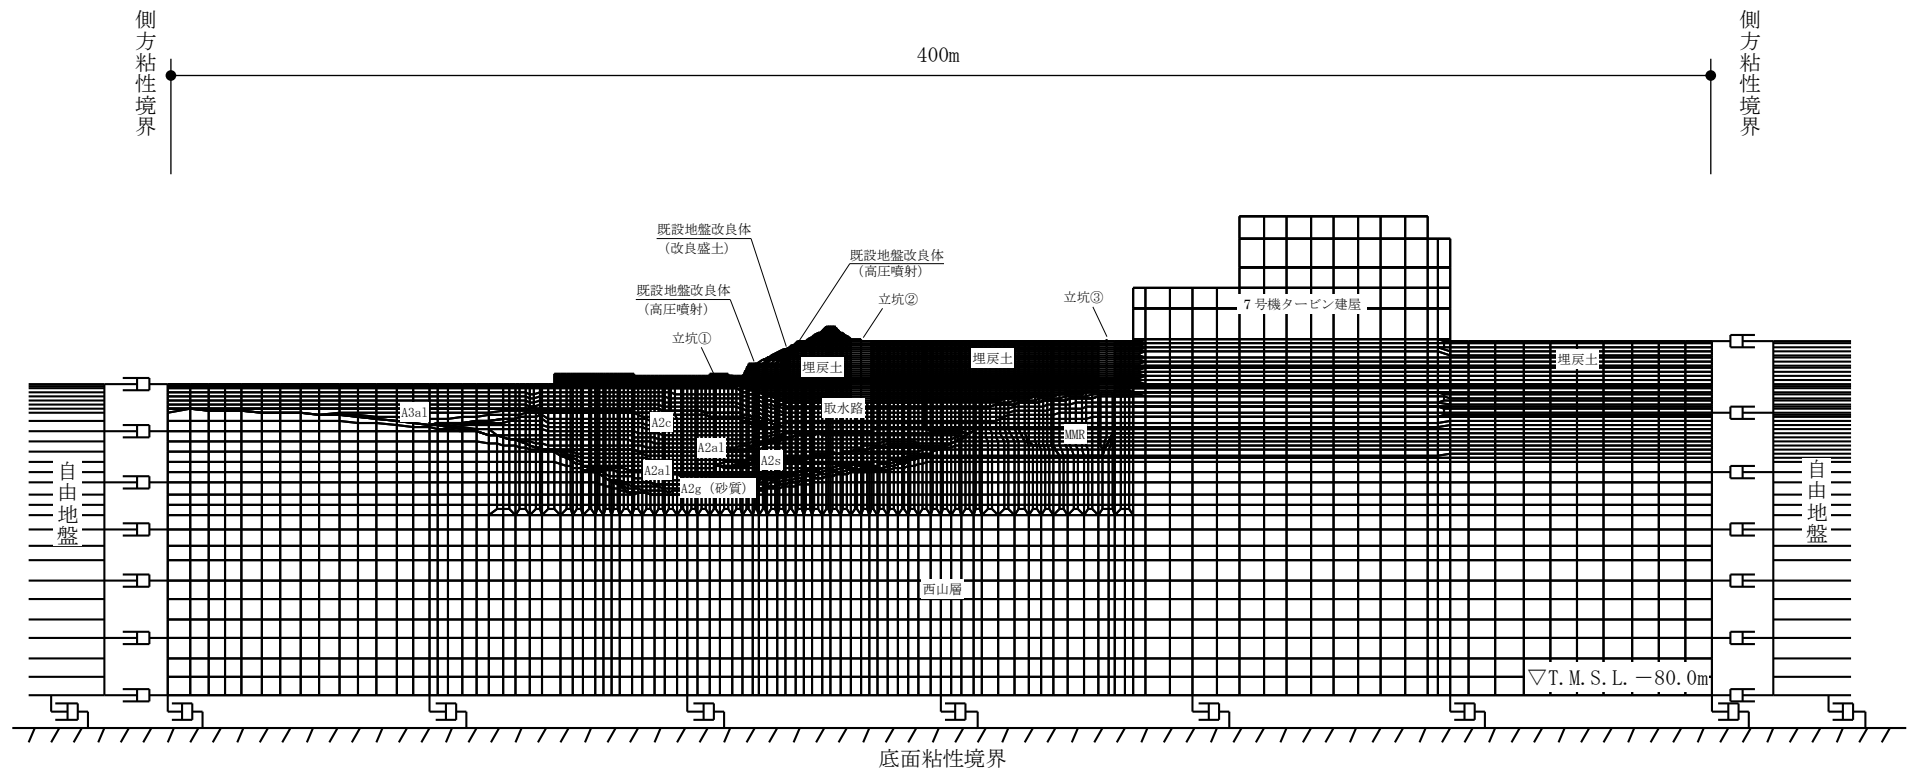 側方粘性境界
400m
側方粘性境界
既設地盤改良体
（改良盛土）
既設地盤改良体
（高圧噴射）
既設地盤改良体
（高圧噴射）
立坑①
立坑②
立坑③
7号機タービン建屋
埋戻土
埋戻土
埋戻土
取水路
A3a1
A2c
A2a1
MMR
A2s
A2a1
A2g（砂質）
自由地盤
自由地盤
西山層
▽T.M.S.L.－80.0m
底面粘性境界